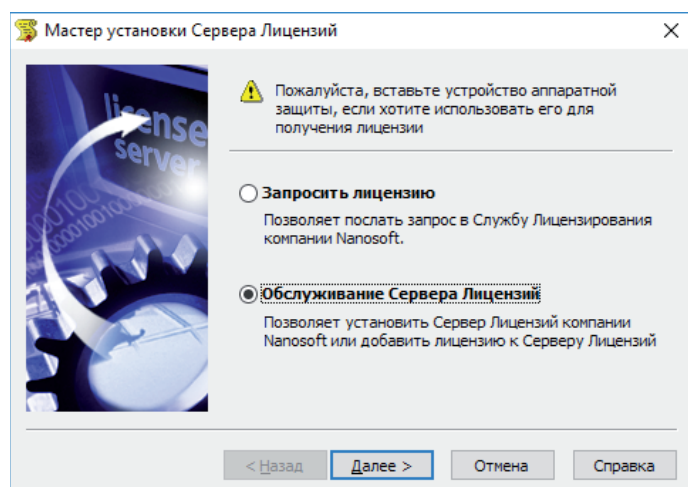 Мастер установки Сервера Лицензий
license
server
Пожалуйста, вставьте устройство аппаратной
защиты, если хотите использовать его для
получения лицензии
Запросить лицензию
Позволяет послать запрос в Службу Лицензирования
компании Nanosoft.
Обслуживание Сервера Лицензий
Позволяет установить Сервер Лицензий компании
Nanosoft или добавить лицензию к Серверу Лицензий
< Назад Далее > Отмена Справка